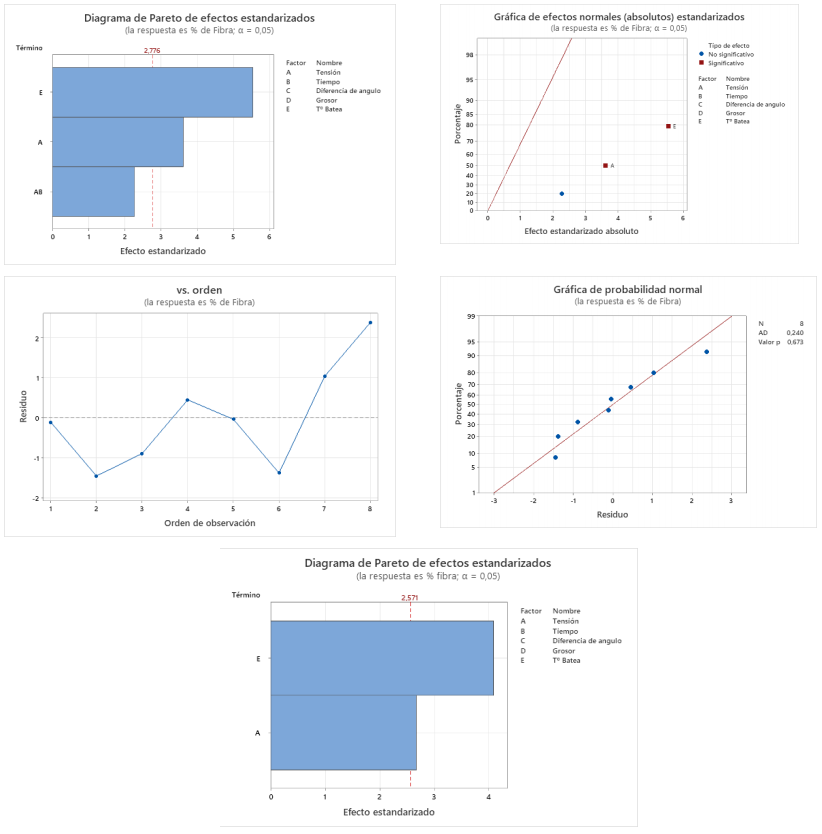 Diagrama de Pareto de efectos estandarizados
(la respuesta es % de Fibra; α = 0,05)
Término
2,776
E
A
AB
0 1 2 3 4 5 6
Efecto estandarizado
Factor Nombre
A Tensión
B Tiempo
C Diferencia de angulo
D Grosor
E Tº Batea
Gráfica de efectos normales (absolutos) estandarizados
(la respuesta es % de Fibra; α = 0,05)
Porcentaje
98
95
90
85
80
70
60
50
40
30
20
10
0
E
A
0 1 2 3 4 5 6
Efecto estandarizado absoluto
Tipo de efecto
No significativo
Significativo
Factor Nombre
A Tensión
B Tiempo
C Diferencia de angulo
D Grosor
E Tº Batea
vs. orden
(la respuesta es % de Fibra)
Residuo
2
1
0
-1
-2
1 2 3 4 5 6 7 8
Orden de observación
Gráfica de probabilidad normal
(la respuesta es % de Fibra)
Porcentaje
99
95
90
80
70
60
50
40
30
20
10
5
1
-3 -2 -1 0 1 2 3
Residuo
N 8
AD 0,240
Valor p 0,673
Diagrama de Pareto de efectos estandarizados
(la respuesta es % fibra; α = 0,05)
Término
2,571
E
A
0 1 2 3 4
Efecto estandarizado
Factor Nombre
A Tensión
B Tiempo
C Diferencia de angulo
D Grosor
E Tº Batea